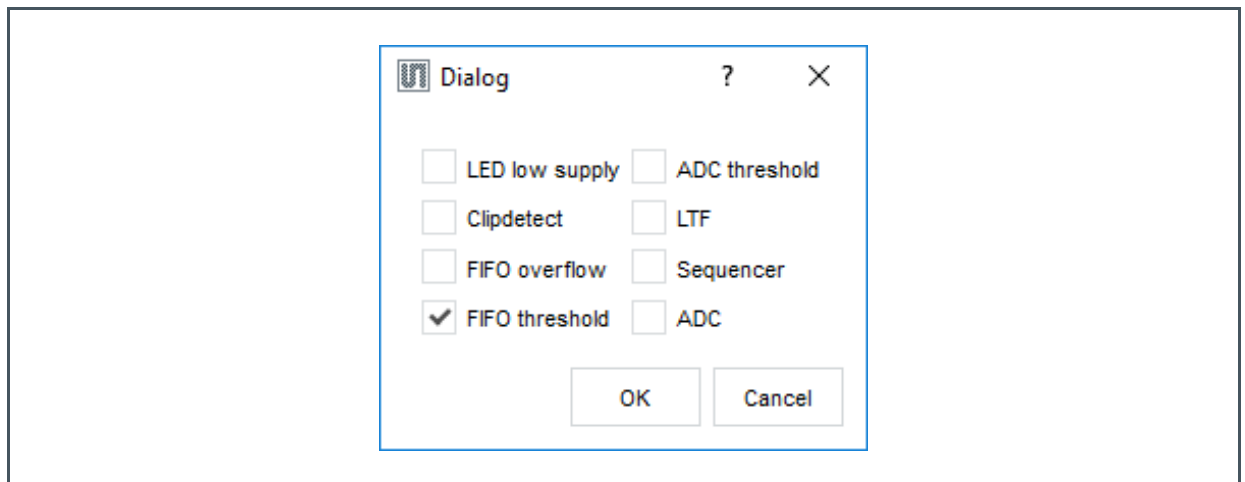 Dialog ?
LED low supply ADC threshold
Clipdetect LTF
FIFO overflow Sequencer
FIFO threshold ADC
OK Cancel